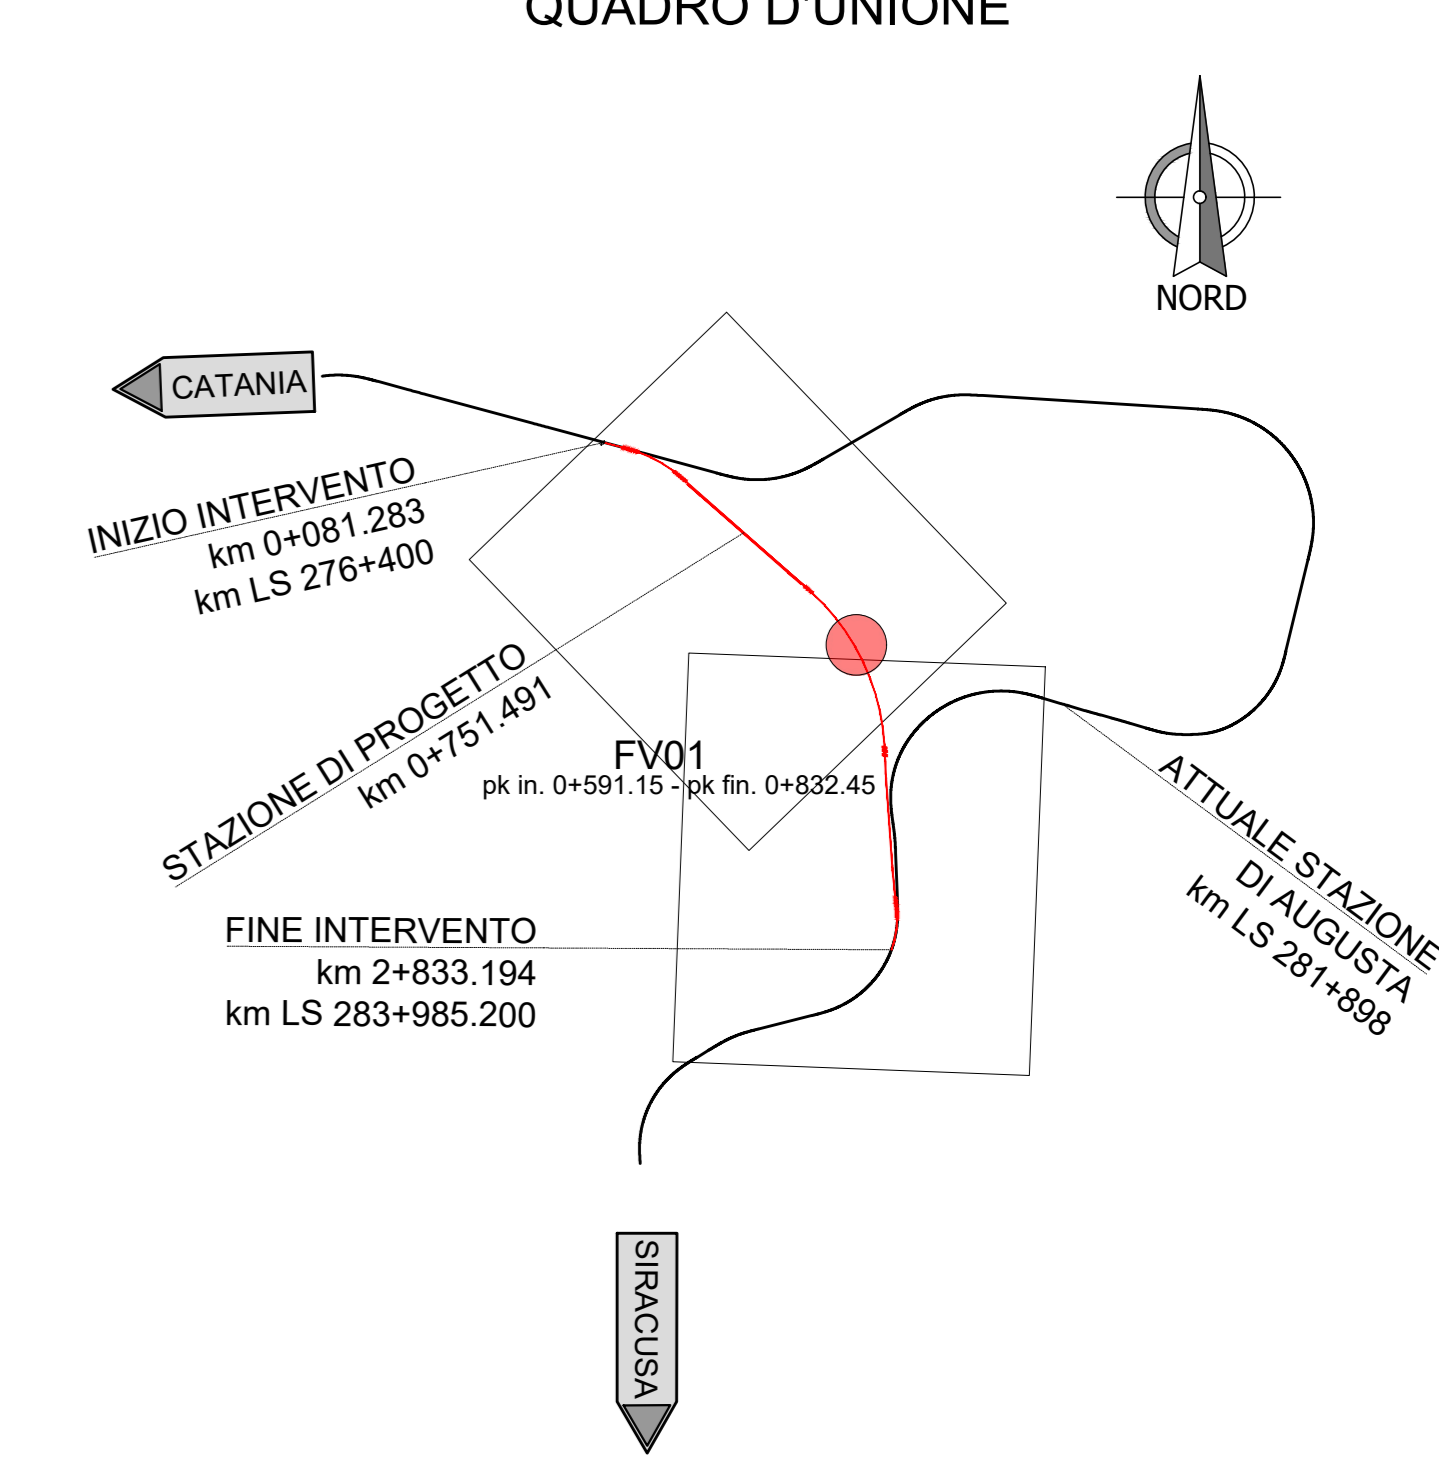 QUADRO D'UNIONE
NORD
CATANIA
INIZIO INTERVENTO
km 0+081.283
km LS 276+400
STAZIONE DI PROGETTO
km 0+751.491
FV01
pk in. 0+591.15 - pk fin. 0+832.45
ATTUALE STAZIONE
DI AUGUSTA
km LS 281+898
FINE INTERVENTO
km 2+833.194
km LS 283+985.200
SIRACUSA